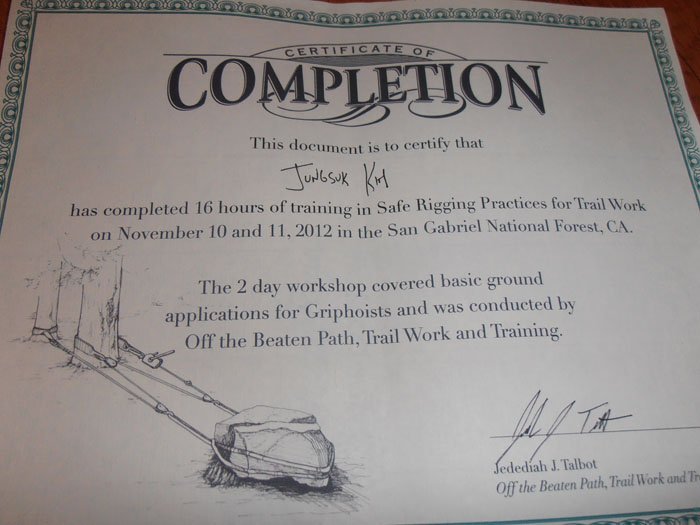 CERTIFICATE OF
COMPLETION
This document is to certify that
JUNGSUK KIM
has completed 16 hours of training in Safe Rigging Practices for Trail Work
on November 10 and 11, 2012 in the San Gabriel National Forest, CA.
The 2 day workshop covered basic ground
applications for Griphoists and was conducted by
Off the Beaten Path, Trail Work and Training.
Jedediah J. Talbot
Off the Beaten Path, Trail Work and Tr